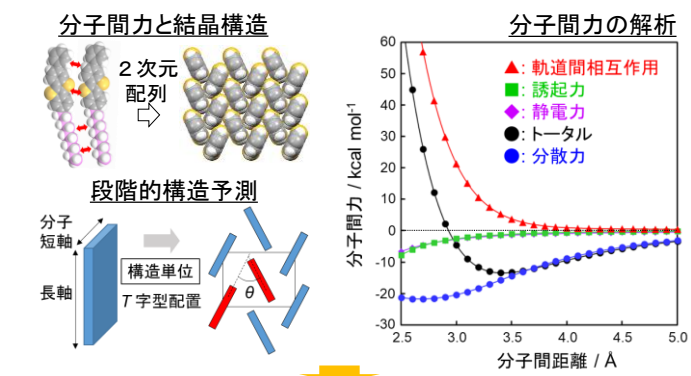 分子間力と結晶構造
2次元
配列
段階的構造予測
分子
短軸
長軸
構造単位
T字型配置
θ
分子間力の解析
分子間力 / kcal mol-1
60
50
40
30
20
10
0
-10
-20
-30
▲: 軌道間相互作用
■: 誘起力
◆: 静電力
●: トータル
●: 分散力
2.5 3.0 3.5 4.0 4.5 5.0
分子間距離 / Å